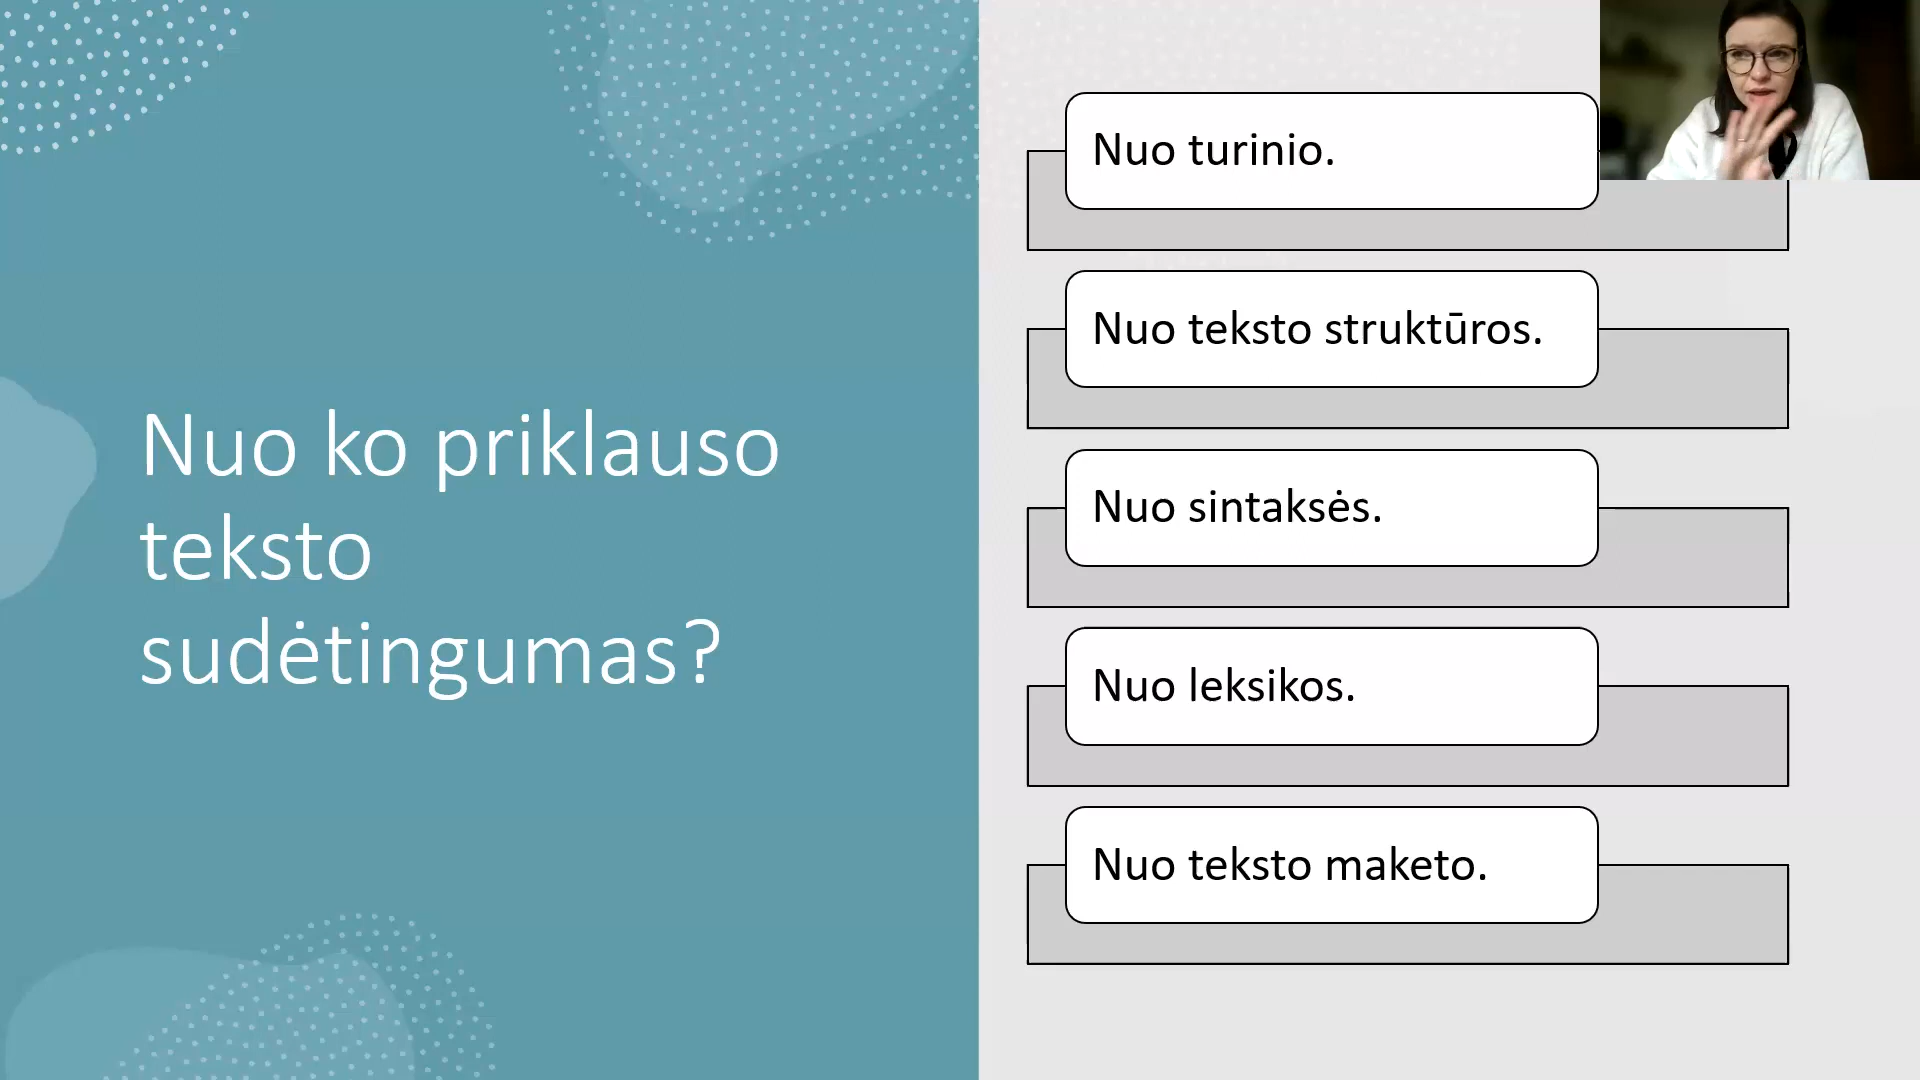 Nuo ko priklauso
teksto
sudėtingumas?
Nuo turinio.
Nuo teksto struktūros.
Nuo sintaksės.
Nuo leksikos.
Nuo teksto maketo.